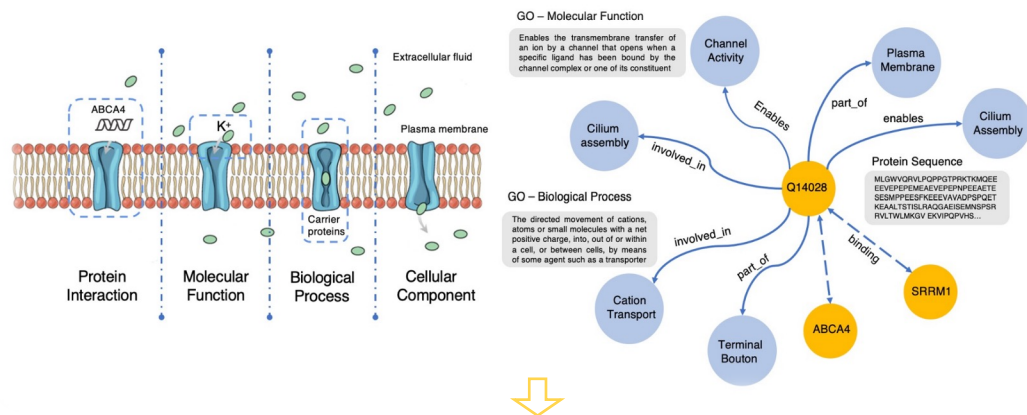 Extracellular fluid
ABCA4
K+
Plasma membrane
Carrier
proteins
Protein
Interaction
Molecular
Function
Biological
Process
Cellular
Component
GO – Molecular Function
Enables the transmembrane transfer of
an ion by a channel that opens when a
specific ligand has been bound by the
channel complex or one of its constituent
Channel
Activity
Plasma
Membrane
Enables
part_of
enables
Cilium
Assembly
Cilium
assembly
involved_in
Q14028
Protein Sequence
MLGWVQRVLPQPPGTPRKTKMQEE
EEVEPEPEMEAEVEPEPNPEEAETE
SESMPPEESFKEEEVAVADPSPQET
KEAALTSTISLRAQGAEISEMNSPSR
RVLTWLMKGV EKVIPQPVHS...
GO – Biological Process
The directed movement of cations,
atoms or small molecules with a net
positive charge, into, out of or within
a cell, or between cells, by means
of some agent such as a transporter
involved_in
part_of
binding
Cation
Transport
Terminal
Bouton
ABCA4
SRRM1